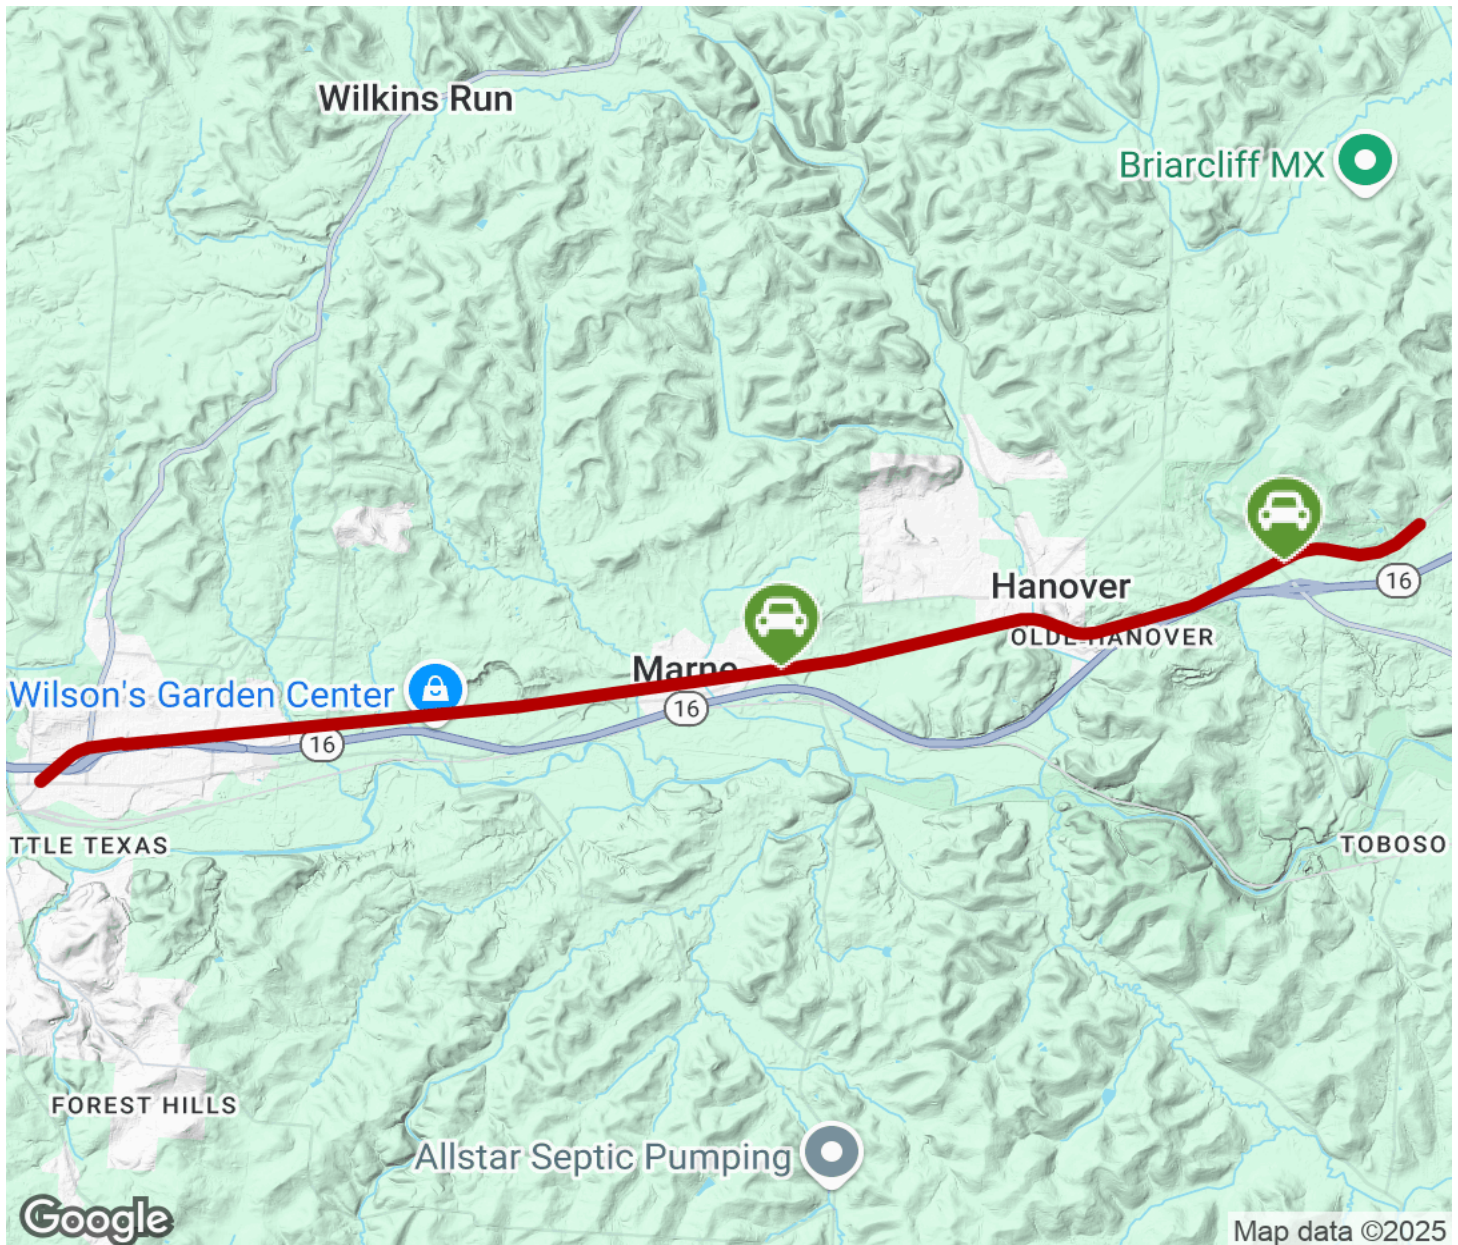 Wilkins Run
Briarcliff MX
Hanover
16
OLDE HANOVER
Marne
Wilson's Garden Center
16
16
TTLE TEXAS
TOBOSO
FOREST HILLS
Allstar Septic Pumping
Google
Map data ©2025